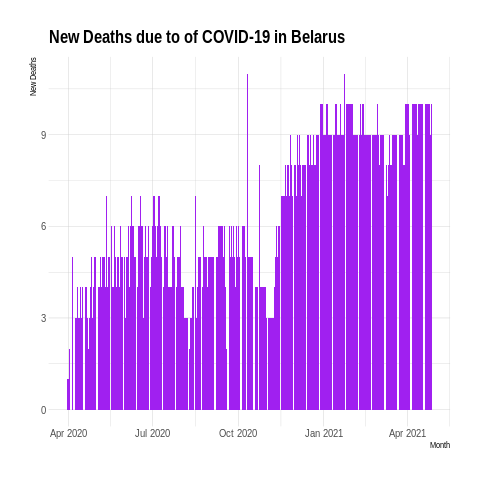 New Deaths due to of COVID-19 in Belarus
New Deaths
9
6
3
0
Apr 2020 Jul 2020 Oct 2020 Jan 2021 Apr 2021
Month